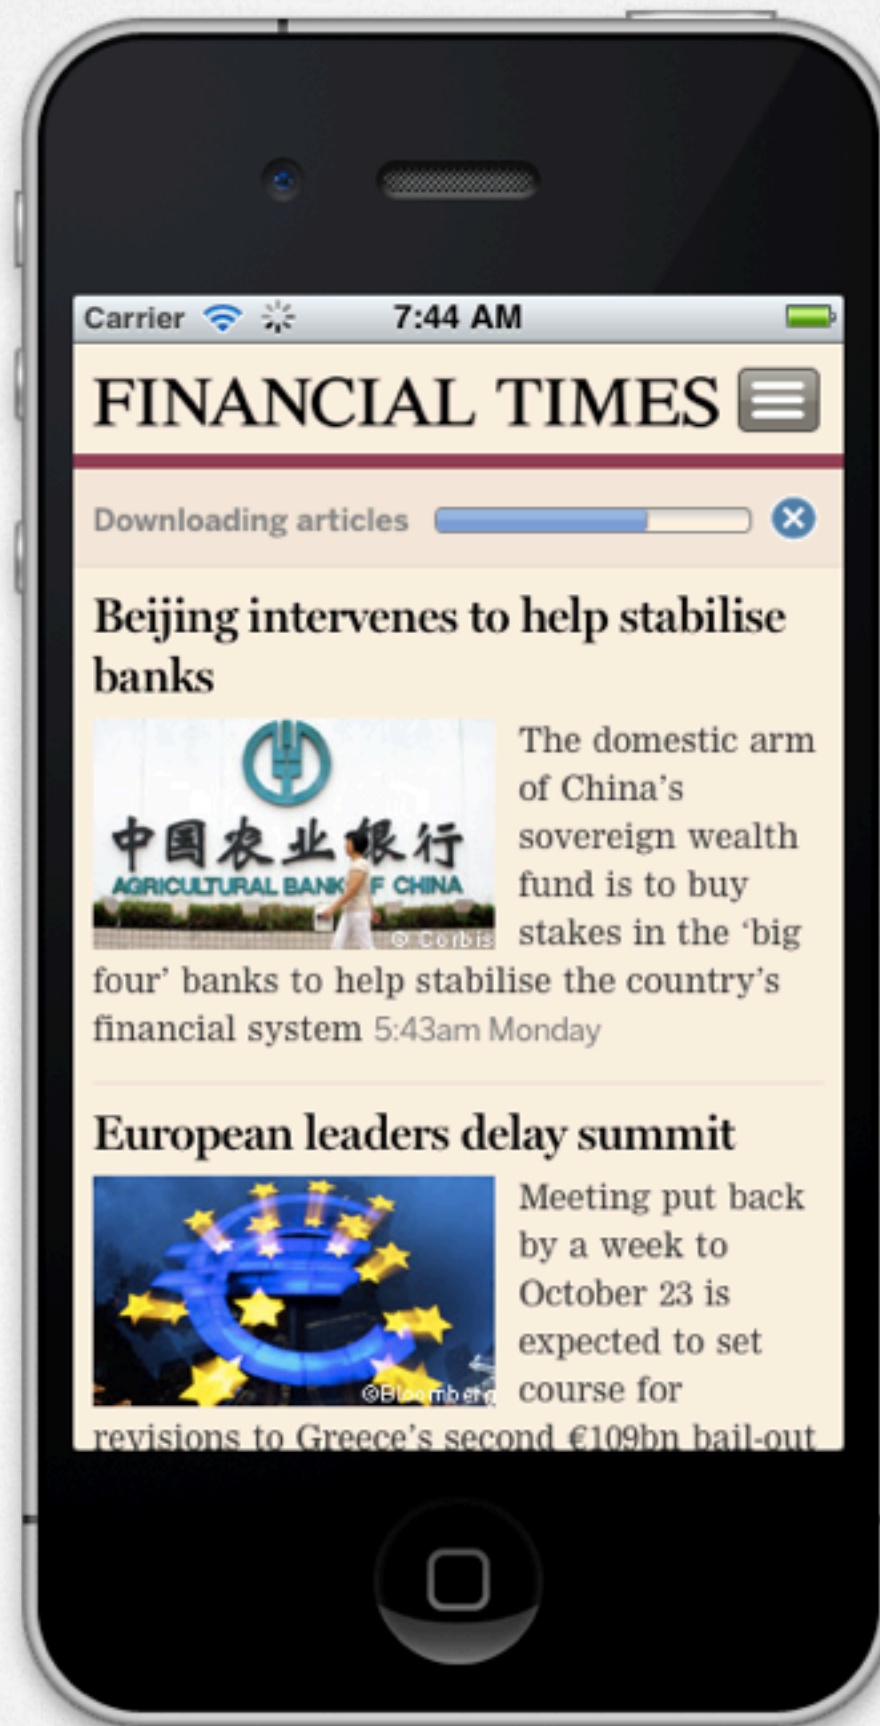 Carrier 7:44 AM
FINANCIAL TIMES
Downloading articles
Beijing intervenes to help stabilise
banks
中国农业银行
AGRICULTURAL BANK F CHINA
© Corbis
The domestic arm
of China's
sovereign wealth
fund is to buy
stakes in the ‘big
four’ banks to help stabilise the country’s
financial system 5:43am Monday
European leaders delay summit
©Bloomberg
Meeting put back
by a week to
October 23 is
expected to set
course for
revisions to Greece’s second €109bn bail-out